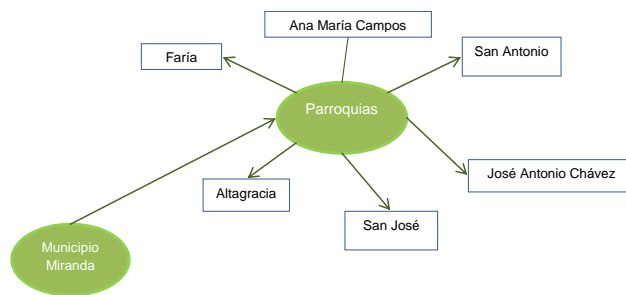 Ana María Campos
Faría
San Antonio
Parroquias
José Antonio Chávez
Altagracia
San José
Municipio
Miranda